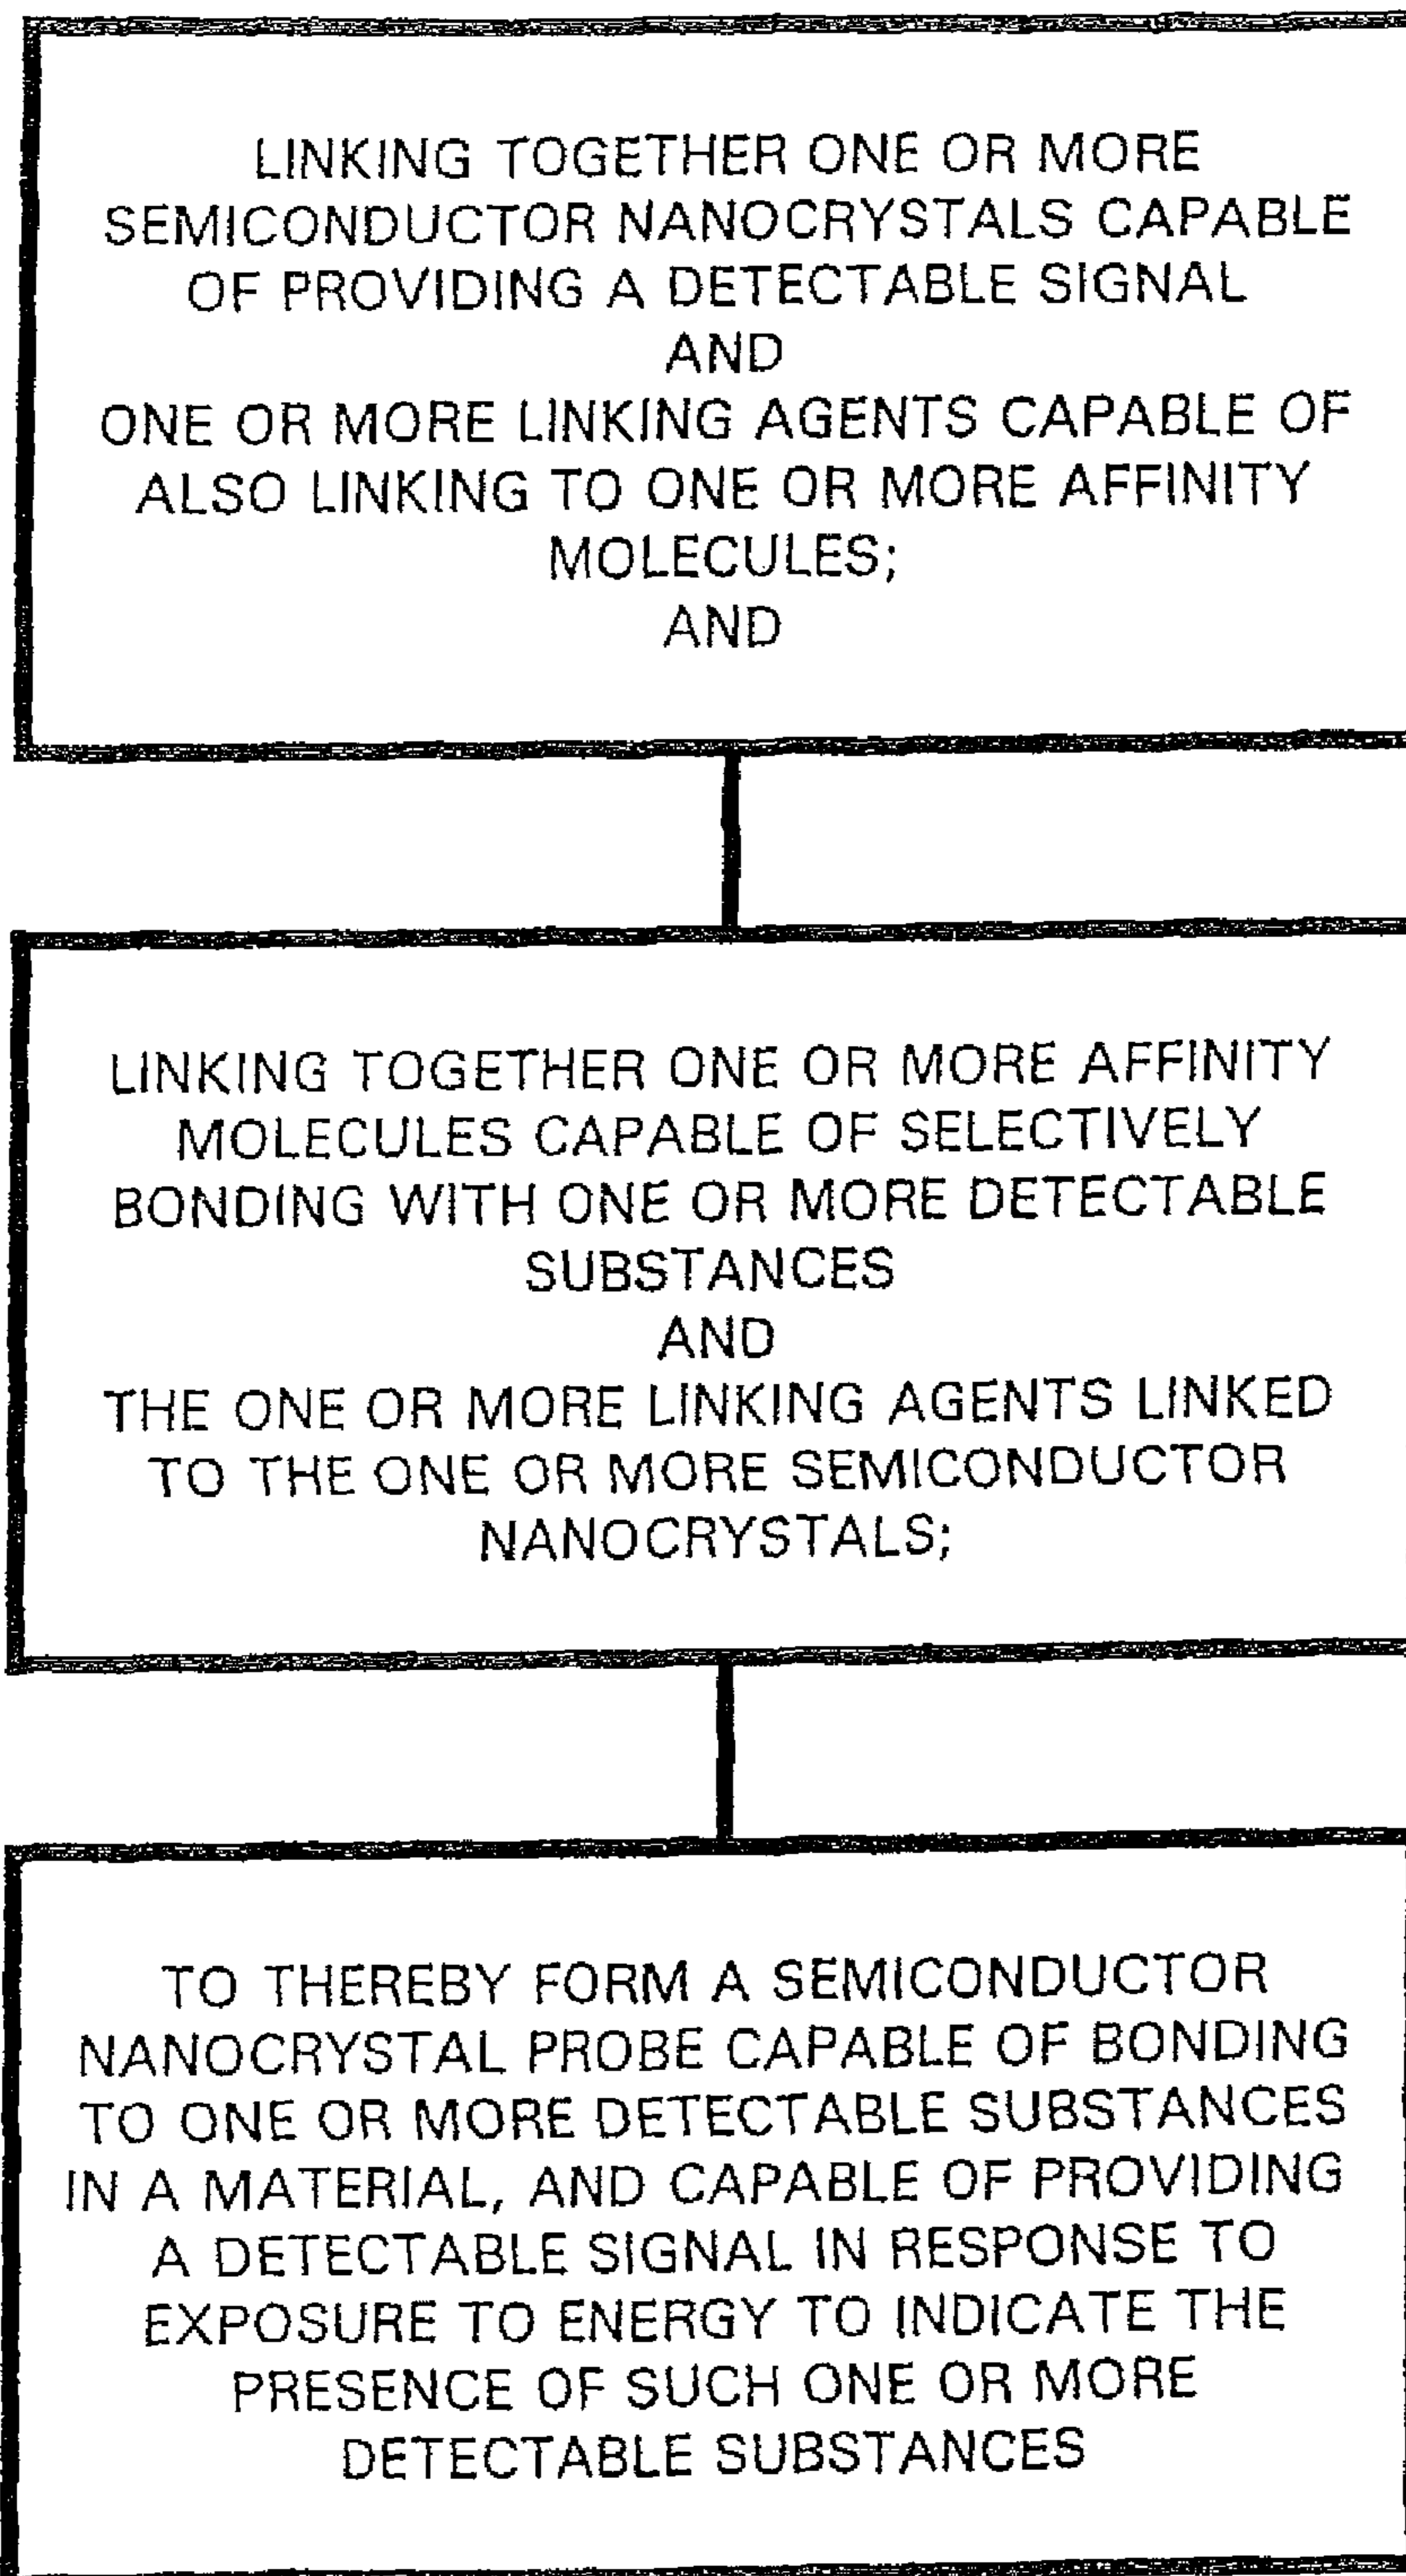 LINKING TOGETHER ONE OR MORE
SEMICONDUCTOR NANOCRYSTALS CAPABLE
OF PROVIDING A DETECTABLE SIGNAL
AND
ONE OR MORE LINKING AGENTS CAPABLE OF
ALSO LINKING TO ONE OR MORE AFFINITY
MOLECULES;
AND
LINKING TOGETHER ONE OR MORE AFFINITY
MOLECULES CAPABLE OF SELECTIVELY
BONDING WITH ONE OR MORE DETECTABLE
SUBSTANCES
AND
THE ONE OR MORE LINKING AGENTS LINKED
TO THE ONE OR MORE SEMICONDUCTOR
NANOCRYSTALS;
TO THEREBY FORM A SEMICONDUCTOR
NANOCRYSTAL PROBE CAPABLE OF BONDING
TO ONE OR MORE DETECTABLE SUBSTANCES
IN A MATERIAL, AND CAPABLE OF PROVIDING
A DETECTABLE SIGNAL IN RESPONSE TO
EXPOSURE TO ENERGY TO INDICATE THE
PRESENCE OF SUCH ONE OR MORE
DETECTABLE SUBSTANCES